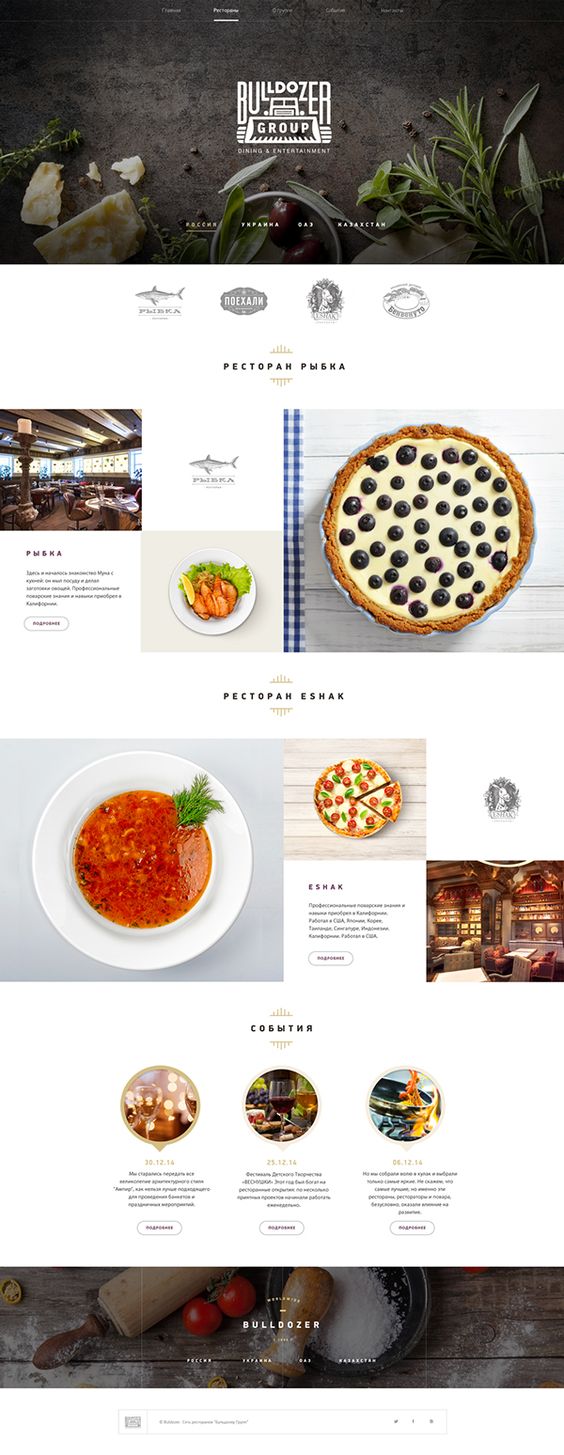 Главная Рестораны О группе События Контакты
BULLDOZER
GROUP
DINING & ENTERTAINMENT
РОССИЯ УКРАИНА ОАЭ КАЗАХСТАН
РЫБКА ПОЕХАЛИ ESHAK
РЕСТОРАН РЫБКА
РЫБКА
РЫБКА
Здесь и началось знакомство Муна с
кухней: он мыл посуду и делал
заготовки овощей. Профессиональные
поварские знания и навыки приобрел в
Калифорнии.
ПОДРОБНЕЕ
РЕСТОРАН ESHAK
ESHAK
ESHAK
Профессиональные поварские знания и
навыки приобрел в Калифорнии.
Работал в США, Японии, Корее,
Таиланде, Сингапуре, Индонезии.
Калифорнии. Работал в США.
ПОДРОБНЕЕ
СОБЫТИЯ
30.12.14
Мы старались передать все
великолепие архитектурного стиля
"Ампир", как нельзя лучше подходящего
для проведения банкетов и
праздничных мероприятий.
ПОДРОБНЕЕ
25.12.14
Фестиваль Детского Творчества
«ВЕСНУШКИ» Этот год был богат на
ресторанные открытия: по несколько
приятных проектов начинали работать
еженедельно.
ПОДРОБНЕЕ
06.12.14
Но мы собрали волю в кулак и выбрали
только самые яркие. Не скажем, что
самые лучшие, но именно эти
рестораны, рестораторы и повара,
безусловно, оказали влияние на
развитие.
ПОДРОБНЕЕ
WORLDWIDE
BULLDOZER
РОССИЯ УКРАИНА ОАЭ КАЗАХСТАН
© Bulldozer. Сеть ресторанов "Бульдозер Групп"